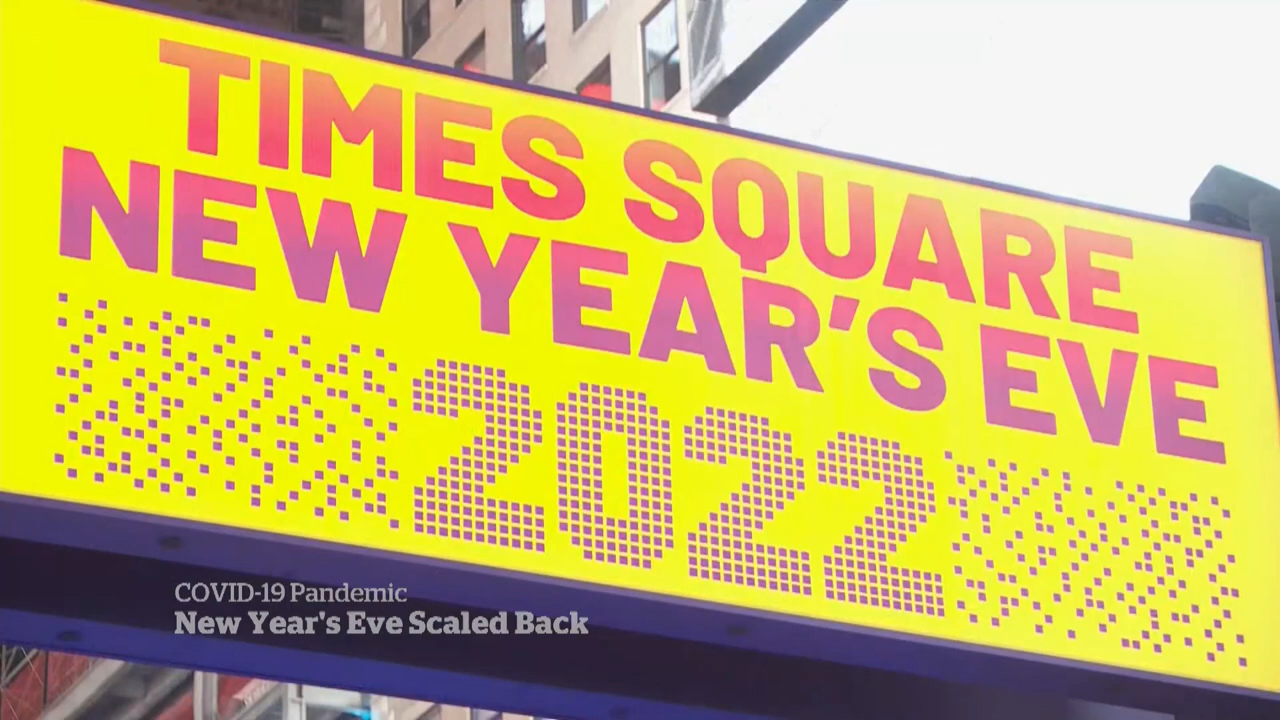 TIMES SQUARE
NEW YEAR'S EVE
2022
COVID-19 Pandemic
New Year's Eve Scaled Back